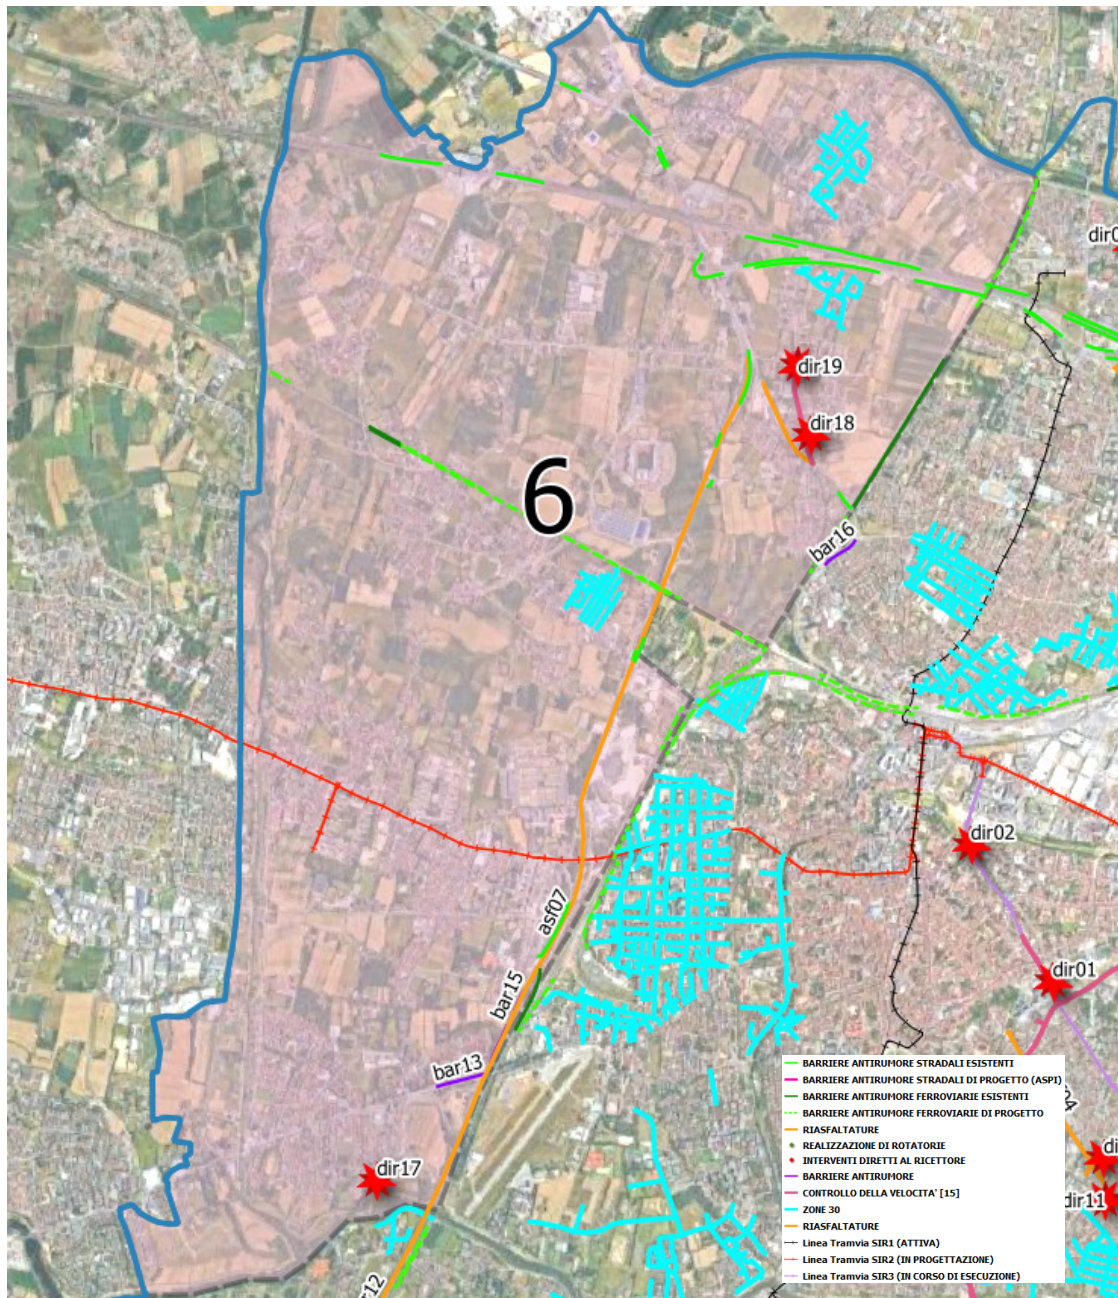 dir0
dir19
dir18
6
bar16
dir02
asf07
dir01
bar15
bar13
dir17
dir11
BARRIERE ANTIRUMORE STRADALI ESISTENTI
BARRIERE ANTIRUMORE STRADALI DI PROGETTO (ASPI)
BARRIERE ANTIRUMORE FERROVIARIE ESISTENTI
BARRIERE ANTIRUMORE FERROVIARIE DI PROGETTO
RIASFALTATURE
REALIZZAZIONE DI ROTATORIE
INTERVENTI DIRETTI AL RICETTORE
BARRIERE ANTIRUMORE
CONTROLLO DELLA VELOCITA' [15]
ZONE 30
RIASFALTATURE
Linea Tramvia SIR1 (ATTIVA)
Linea Tramvia SIR2 (IN PROGETTAZIONE)
Linea Tramvia SIR3 (IN CORSO DI ESECUZIONE)